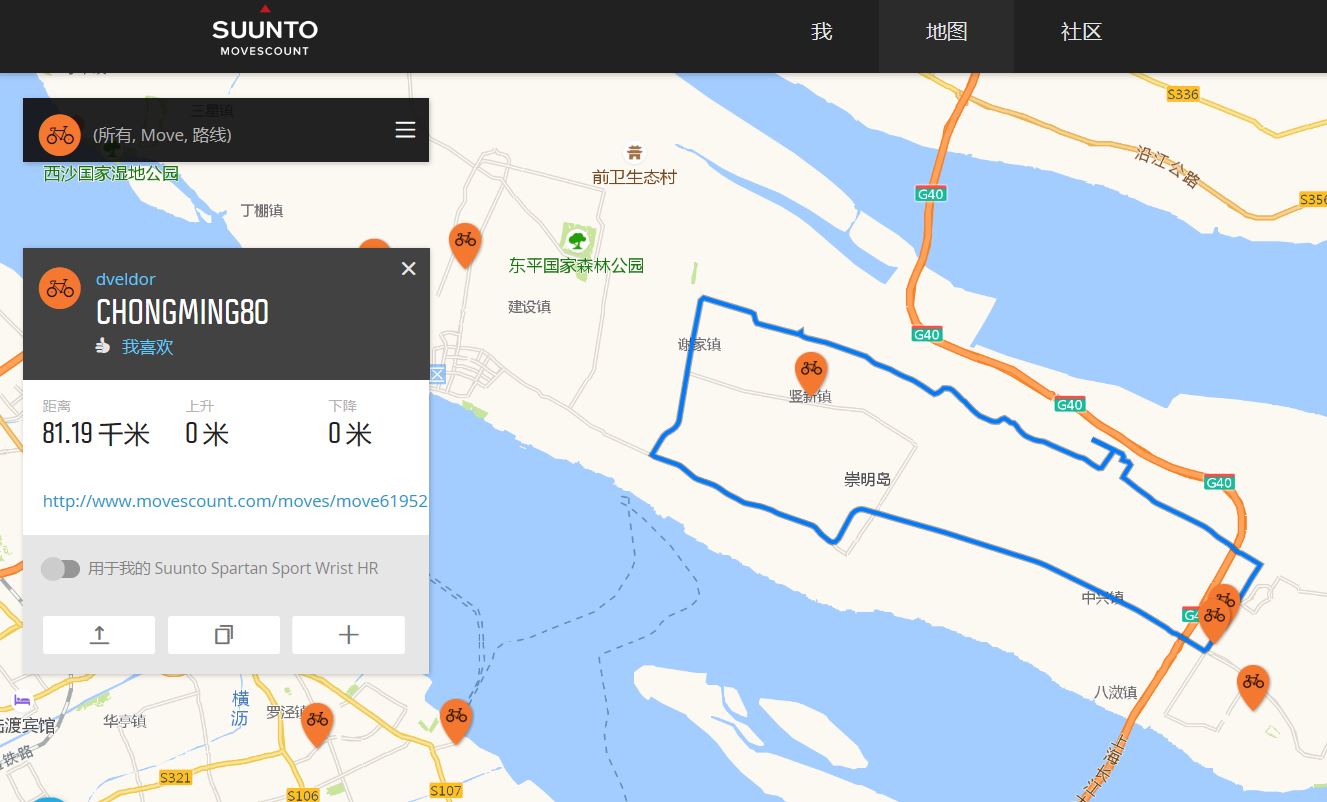 SUUNTO
MOVESCOUNT
我
地图
社区
(所有, Move, 路线)
三星镇
西沙国家湿地公园
丁棚镇
前卫生态村
东平国家森林公园
建设镇
S336
沿江公路
G40
G40
G40
G40
dveldor
CHONGMING80
我喜欢
距离
上升
下降
81.19 千米
0 米
0 米
http://www.movescount.com/moves/move61952
用于我的 Suunto Spartan Sport Wrist HR
谢家镇
竖新镇
崇明岛
中兴镇
八滧镇
横沥
罗泾镇
华亭镇
陆渡宾馆
S321
S106
S107